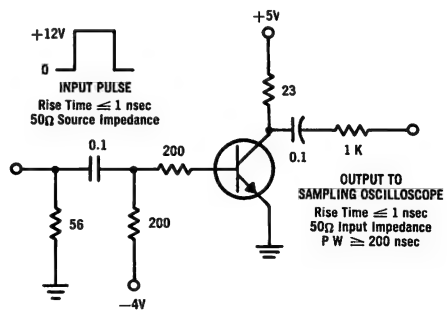 +5V
+12V
0
INPUT PULSE
Rise Time ≦ 1 nsec
50Ω Source Impedance
23
0.1
200
0.1
1 K
OUTPUT TO
SAMPLING OSCILLOSCOPE
Rise Time ≦ 1 nsec
50Ω Input Impedance
P W ≧ 200 nsec
56
200
−4V